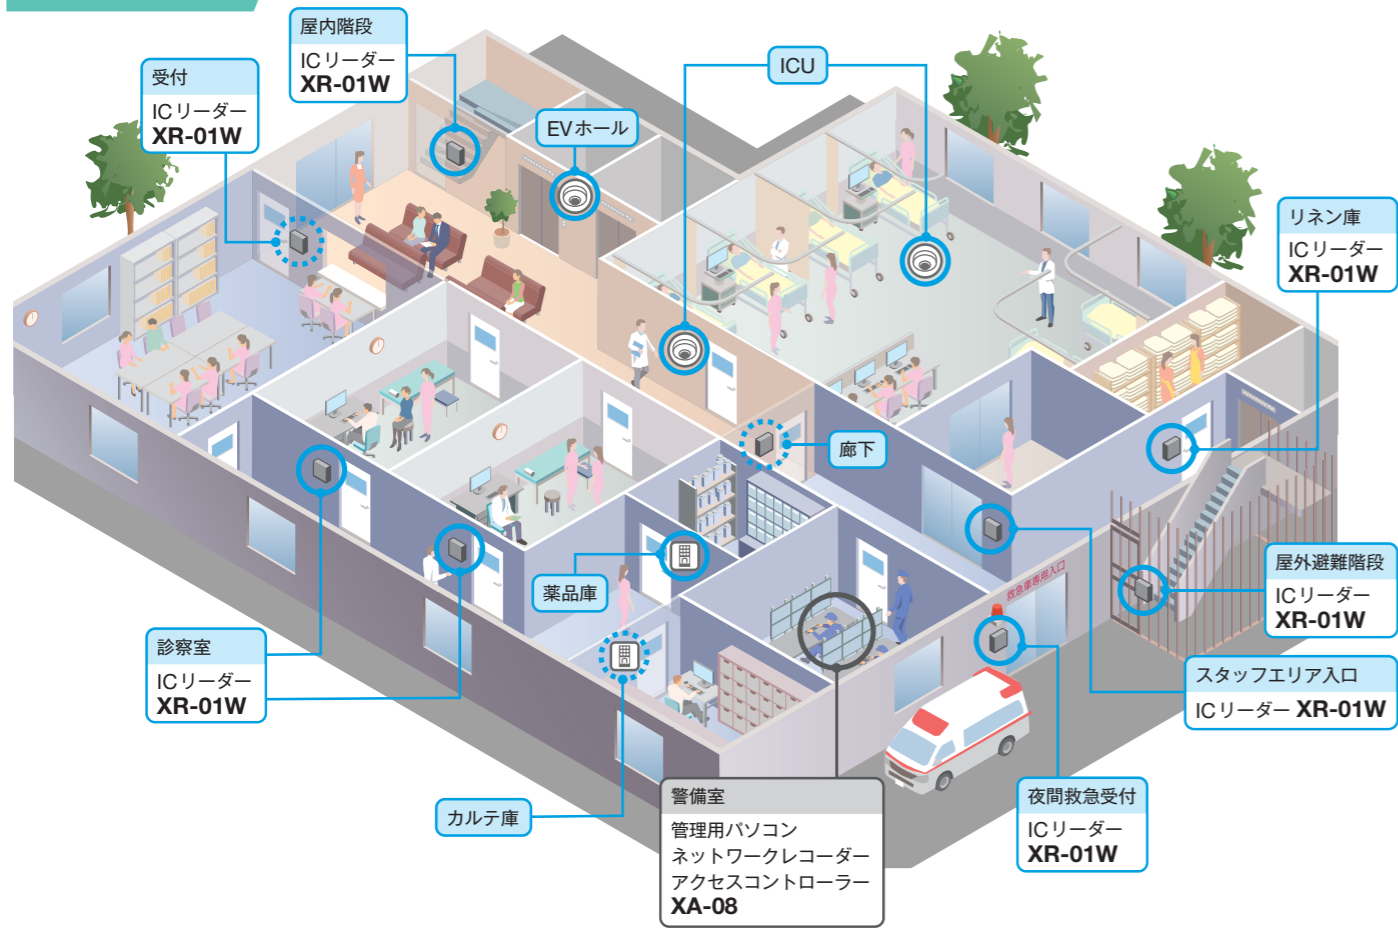 屋内階段
ICリーダー
XR-01W
受付
ICリーダー
XR-01W
ICU
EVホール
リネン庫
ICリーダー
XR-01W
廊下
薬品庫
救急車専用入口
屋外避難階段
ICリーダー
XR-01W
診察室
ICリーダー
XR-01W
スタッフエリア入口
ICリーダー XR-01W
カルテ庫
警備室
管理用パソコン
ネットワークレコーダー
アクセスコントローラー
XA-08
夜間救急受付
ICリーダー
XR-01W